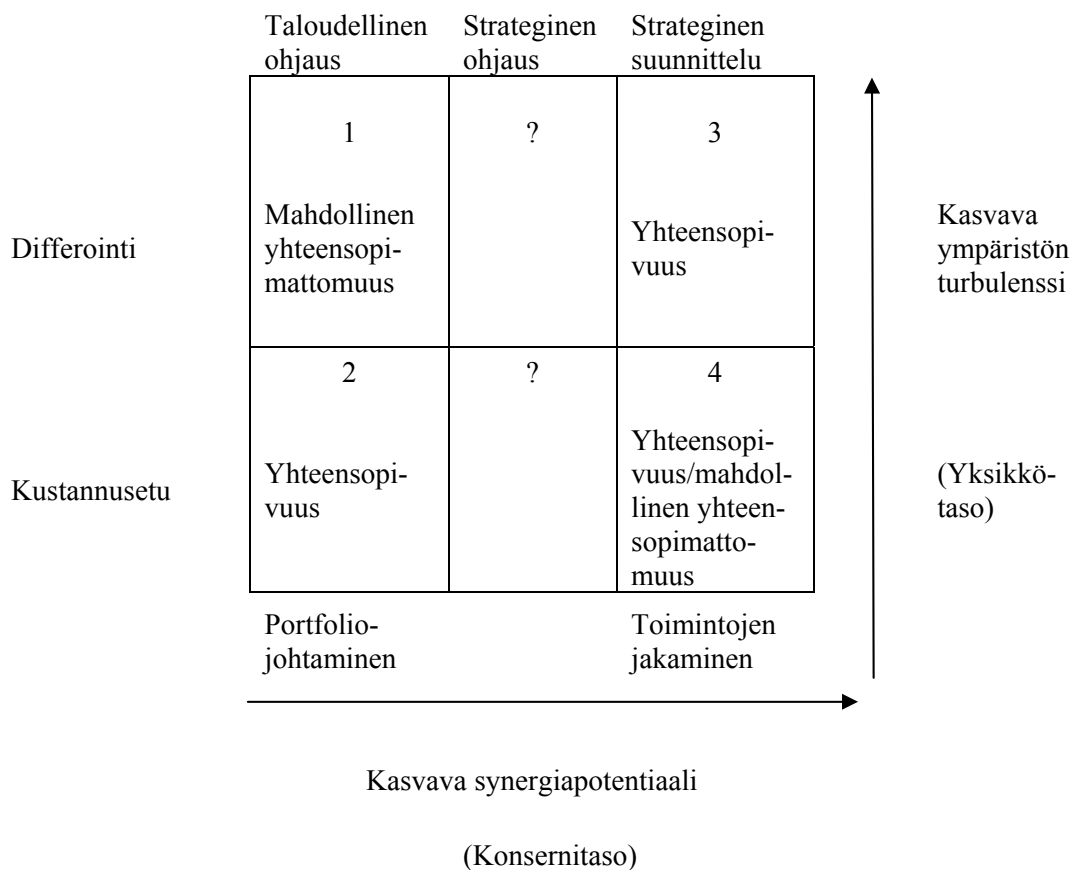 Taloudellinen ohjaus
Strateginen ohjaus
Strateginen suunnittelu
1
?
3
Differointi
Mahdollinen
yhteensopi-
mattomuus
Yhteensopi-
vuus
Kasvava
ympäristön
turbulenssi
2
?
4
Kustannusetu
Yhteensopi-
vuus
Yhteensopi-
vuus/mahdol-
linen yhteen-
sopimatto-
muus
(Yksikkö-
taso)
Portfolio-
johtaminen
Toimintojen
jakaminen
Kasvava synergiapotentiaali
(Konsernitaso)